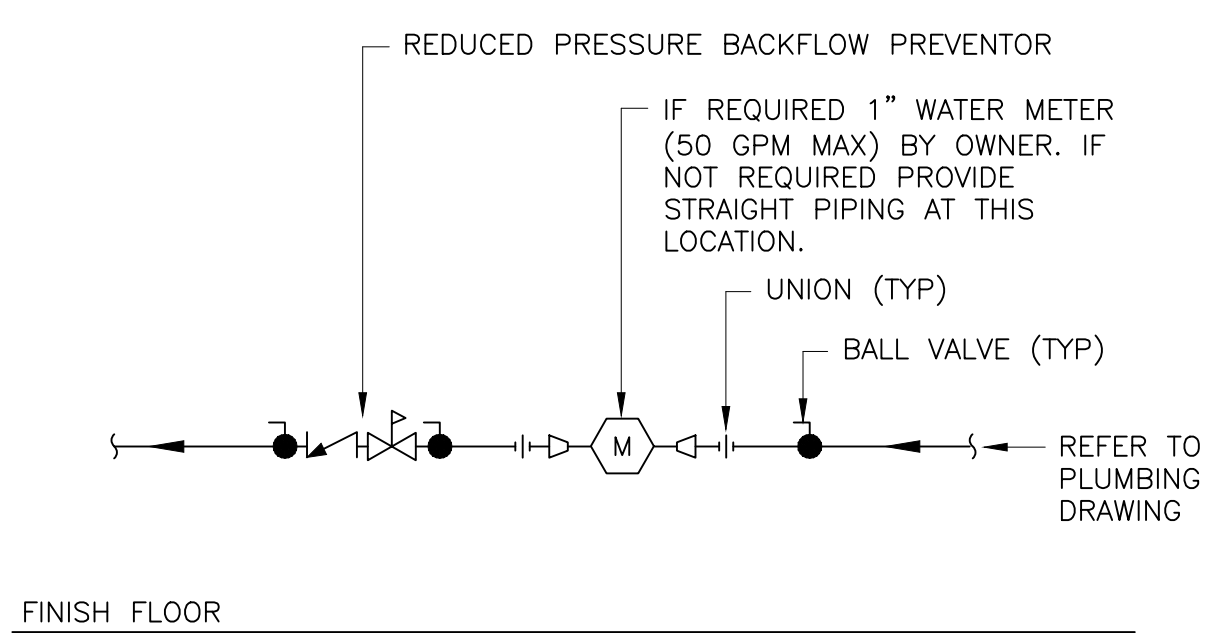 REDUCED PRESSURE BACKFLOW PREVENTOR
IF REQUIRED 1” WATER METER
(50 GPM MAX) BY OWNER. IF
NOT REQUIRED PROVIDE
STRAIGHT PIPING AT THIS
LOCATION.
UNION (TYP)
BALL VALVE (TYP)
M
REFER TO
PLUMBING
DRAWING
FINISH FLOOR